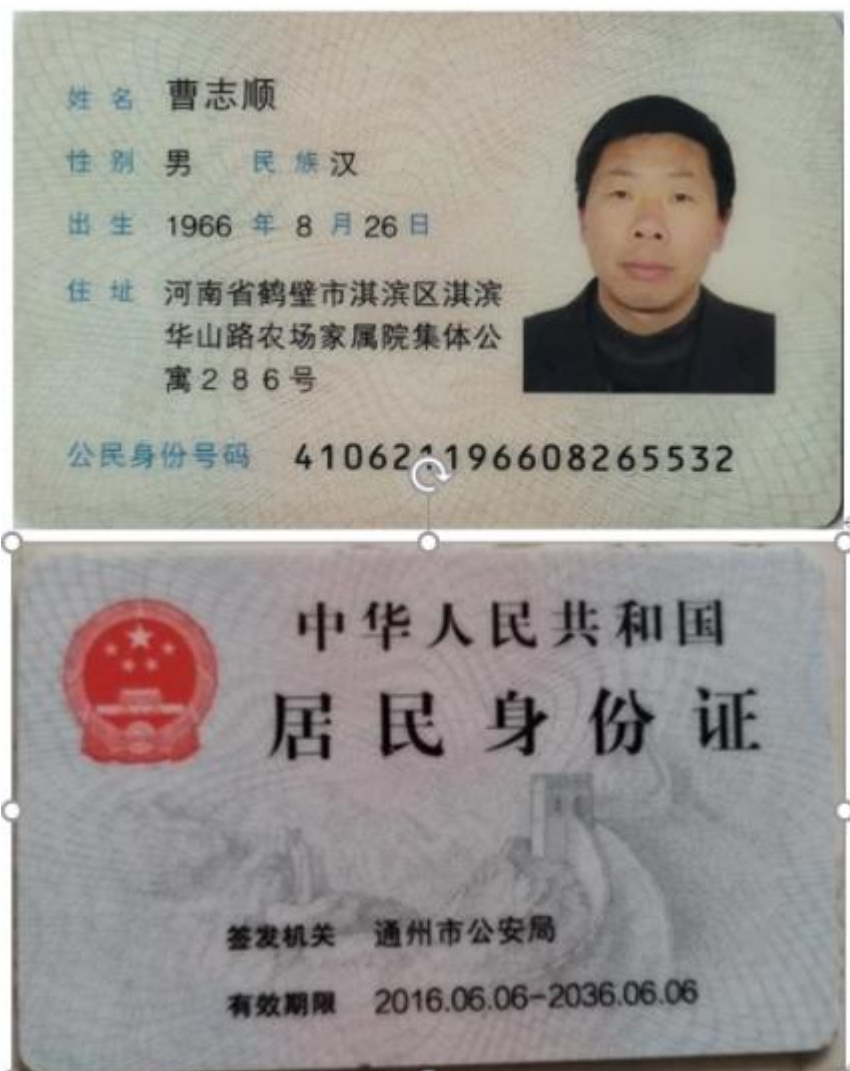 姓名 曹志顺
性别 男 民族 汉
出生 1966 年 8 月 26 日
住址 河南省鹤壁市淇滨区淇滨
华山路农场家属院集体公
寓286号
公民身份号码 410621196608265532
中华人民共和国
居民身份证
签发机关 通州市公安局
有效期限 2016.06.06-2036.06.06